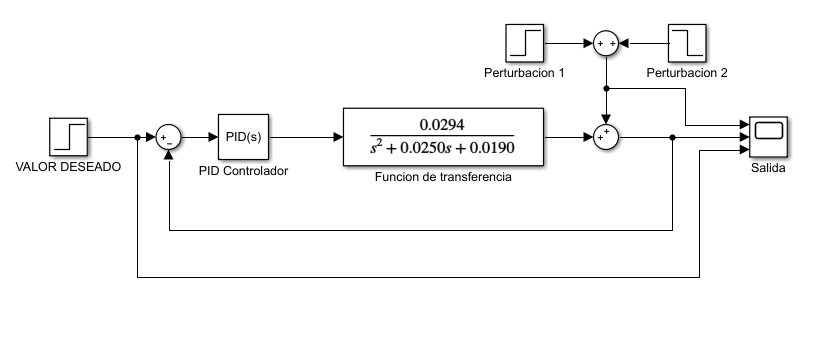 + +
Perturbacion 1
Perturbacion 2
0.0294
s² + 0.0250s + 0.0190
+
−
PID(s)
+ +
VALOR DESEADO
PID Controlador
Funcion de transferencia
Salida